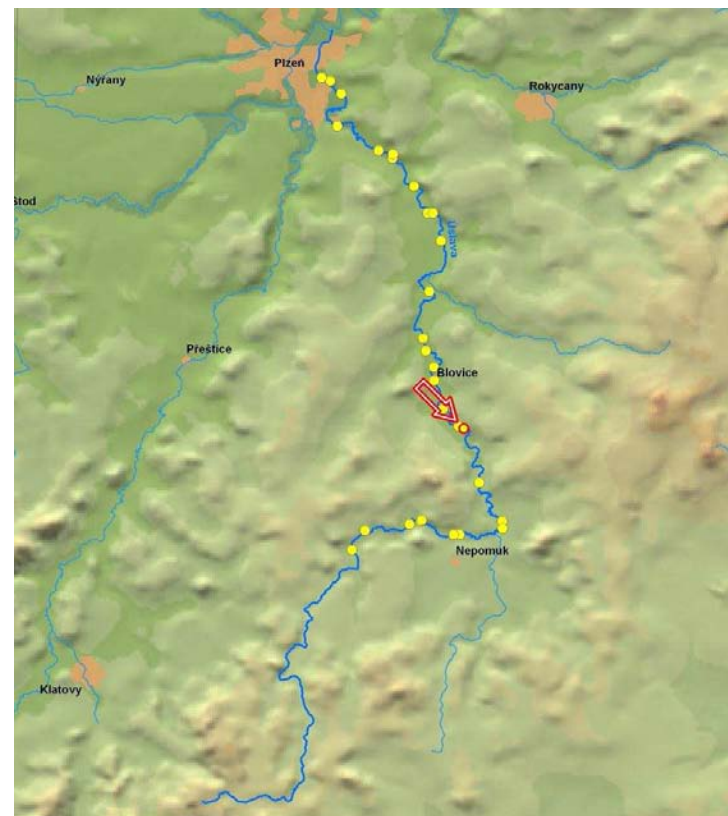 Plzeň
Nýřany
Rokycany
Stod
Úslava
Přeštice
Blovice
Nepomuk
Klatovy